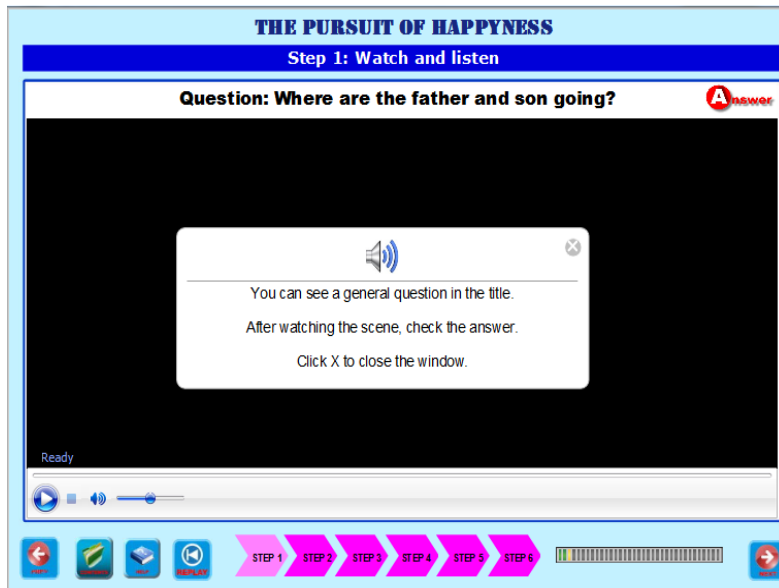 THE PURSUIT OF HAPPYNESS
Step 1: Watch and listen
Question: Where are the father and son going?
Answer
You can see a general question in the title.
After watching the scene, check the answer.
Click X to close the window.
Ready
REPLAY
STEP 1 STEP 2 STEP 3 STEP 4 STEP 5 STEP 6